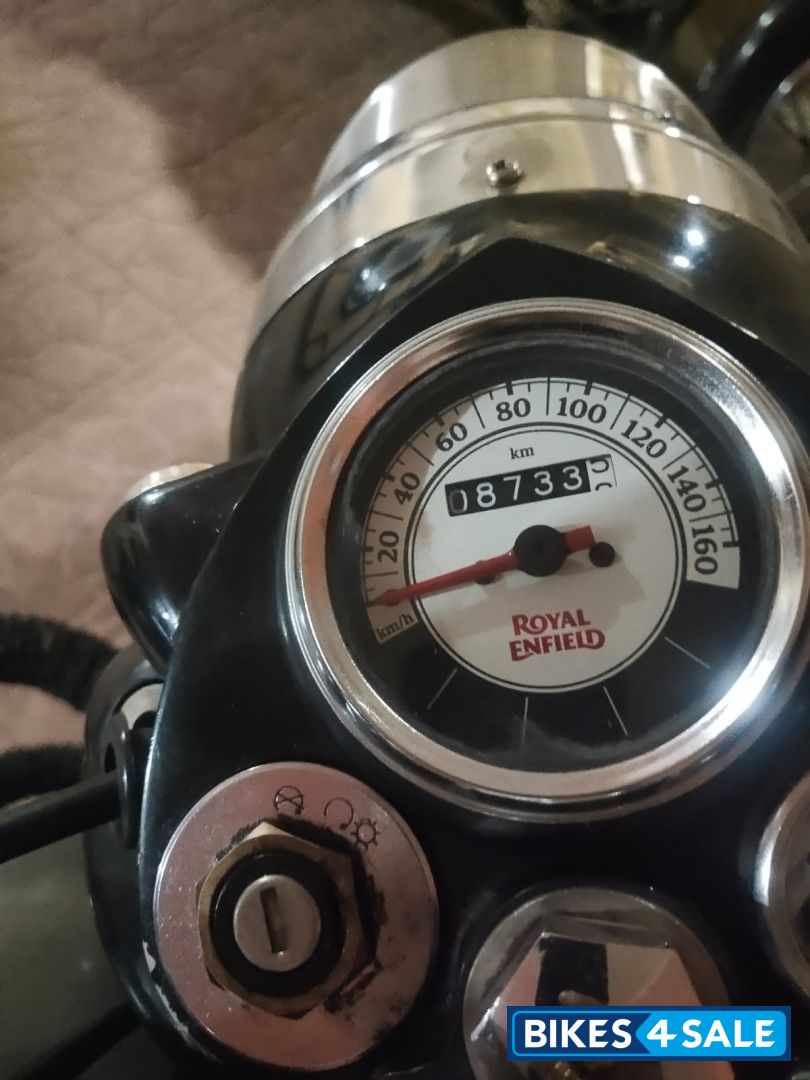 20 40 60 80 100 120 140 160
km
08733
km/h
ROYAL
ENFIELD
BIKES4SALE